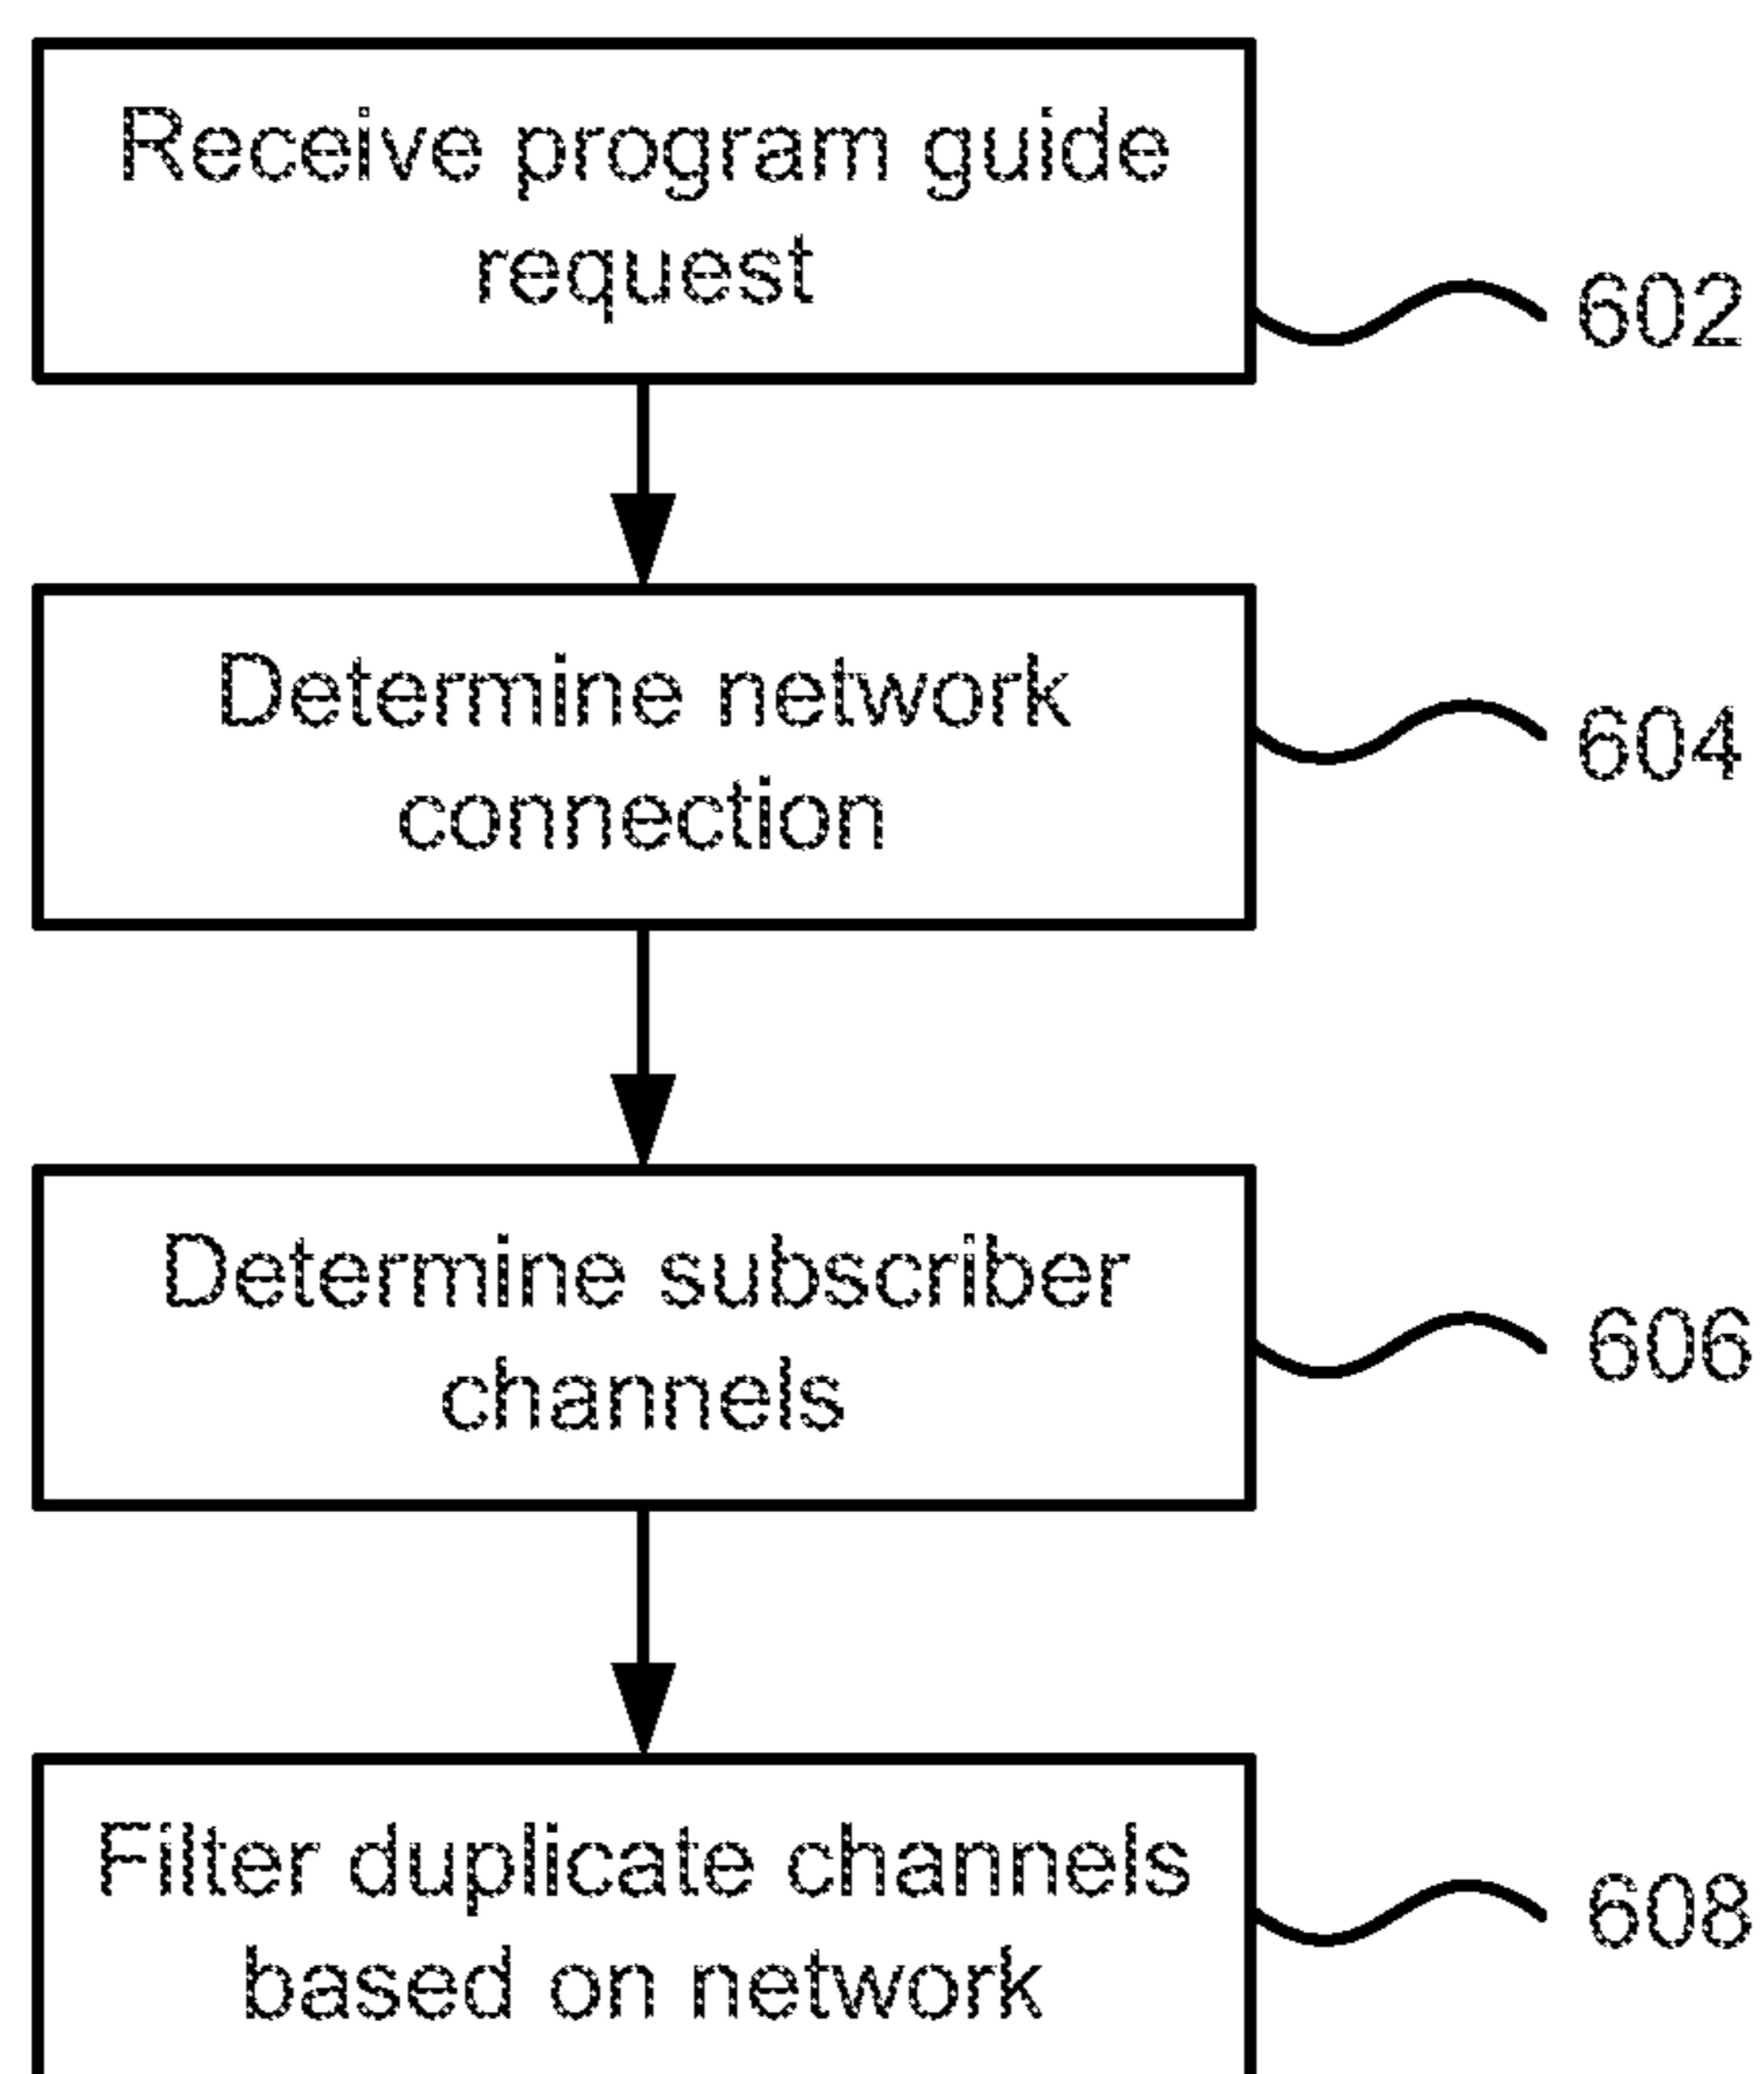 Receive program guide
request
602
Determine network
connection
604
Determine subscriber
channels
606
Filter duplicate channels
based on network
608